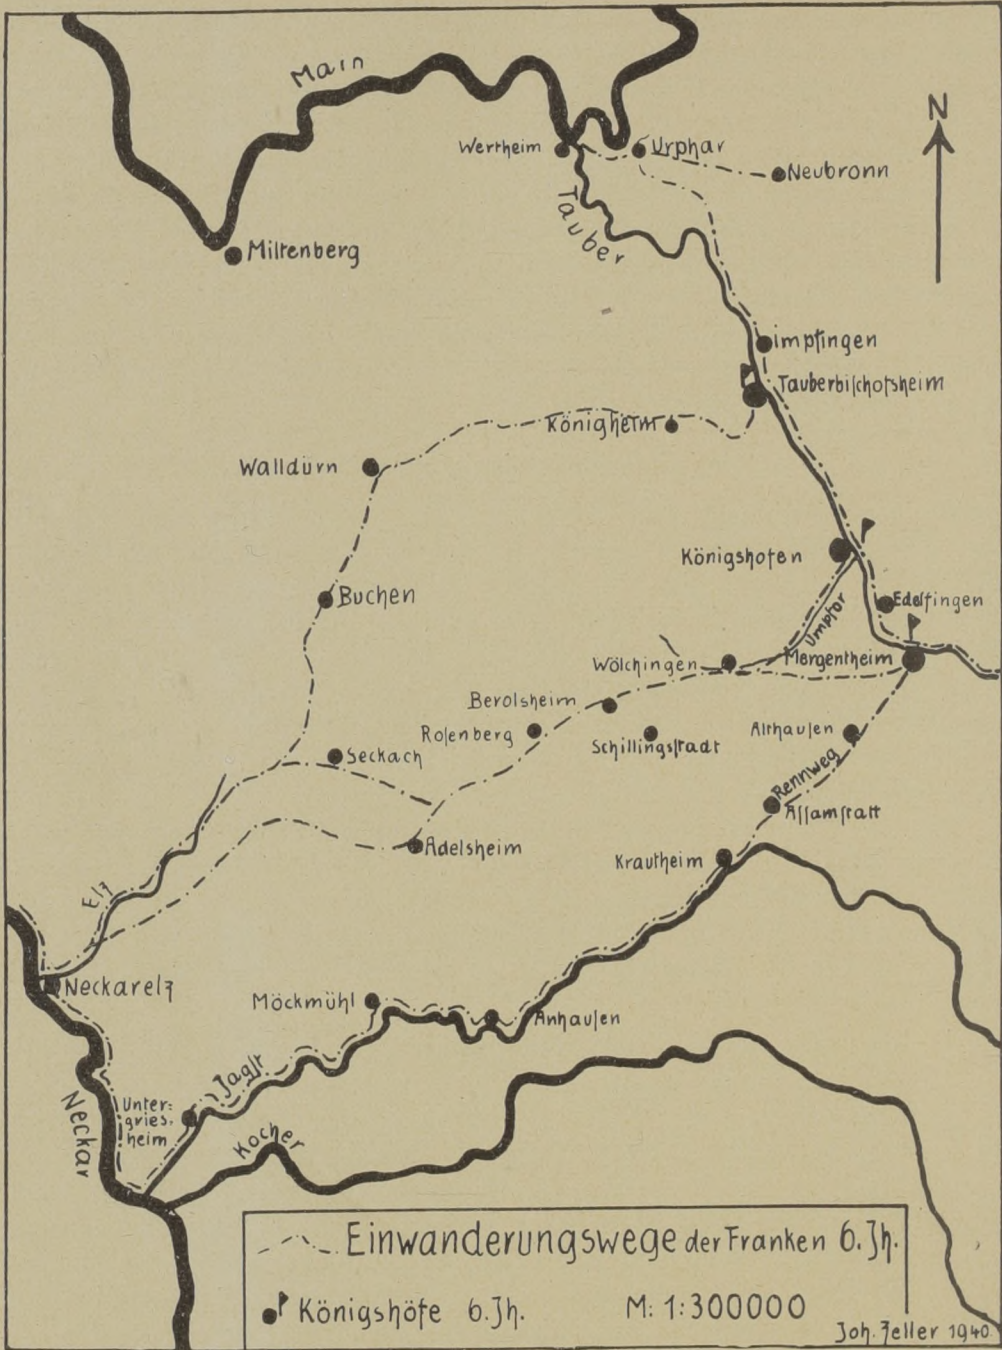 Main
N
Wertheim
Urphar
Neubronn
Tauber
Miltenberg
impfingen
Tauberbiſchofsheim
Königheim
Walldürn
Königshofen
Buchen
Edelfingen
Umpfar
Wölchingen
Mergentheim
Berolsheim
Roſenberg
Schillingsſtadt
Althauſen
Seckach
Rennweg
Aſſamſtatt
Adelsheim
Krautheim
Elz
Neckarelz
Möckmühl
Anhauſen
Jagſt
Neckar
Unter=
gries.
heim
Kocher
Einwanderungswege der Franken 6.Jh.
Königshöfe 6.Jh. M: 1:300000
Joh. Zeller 1940.